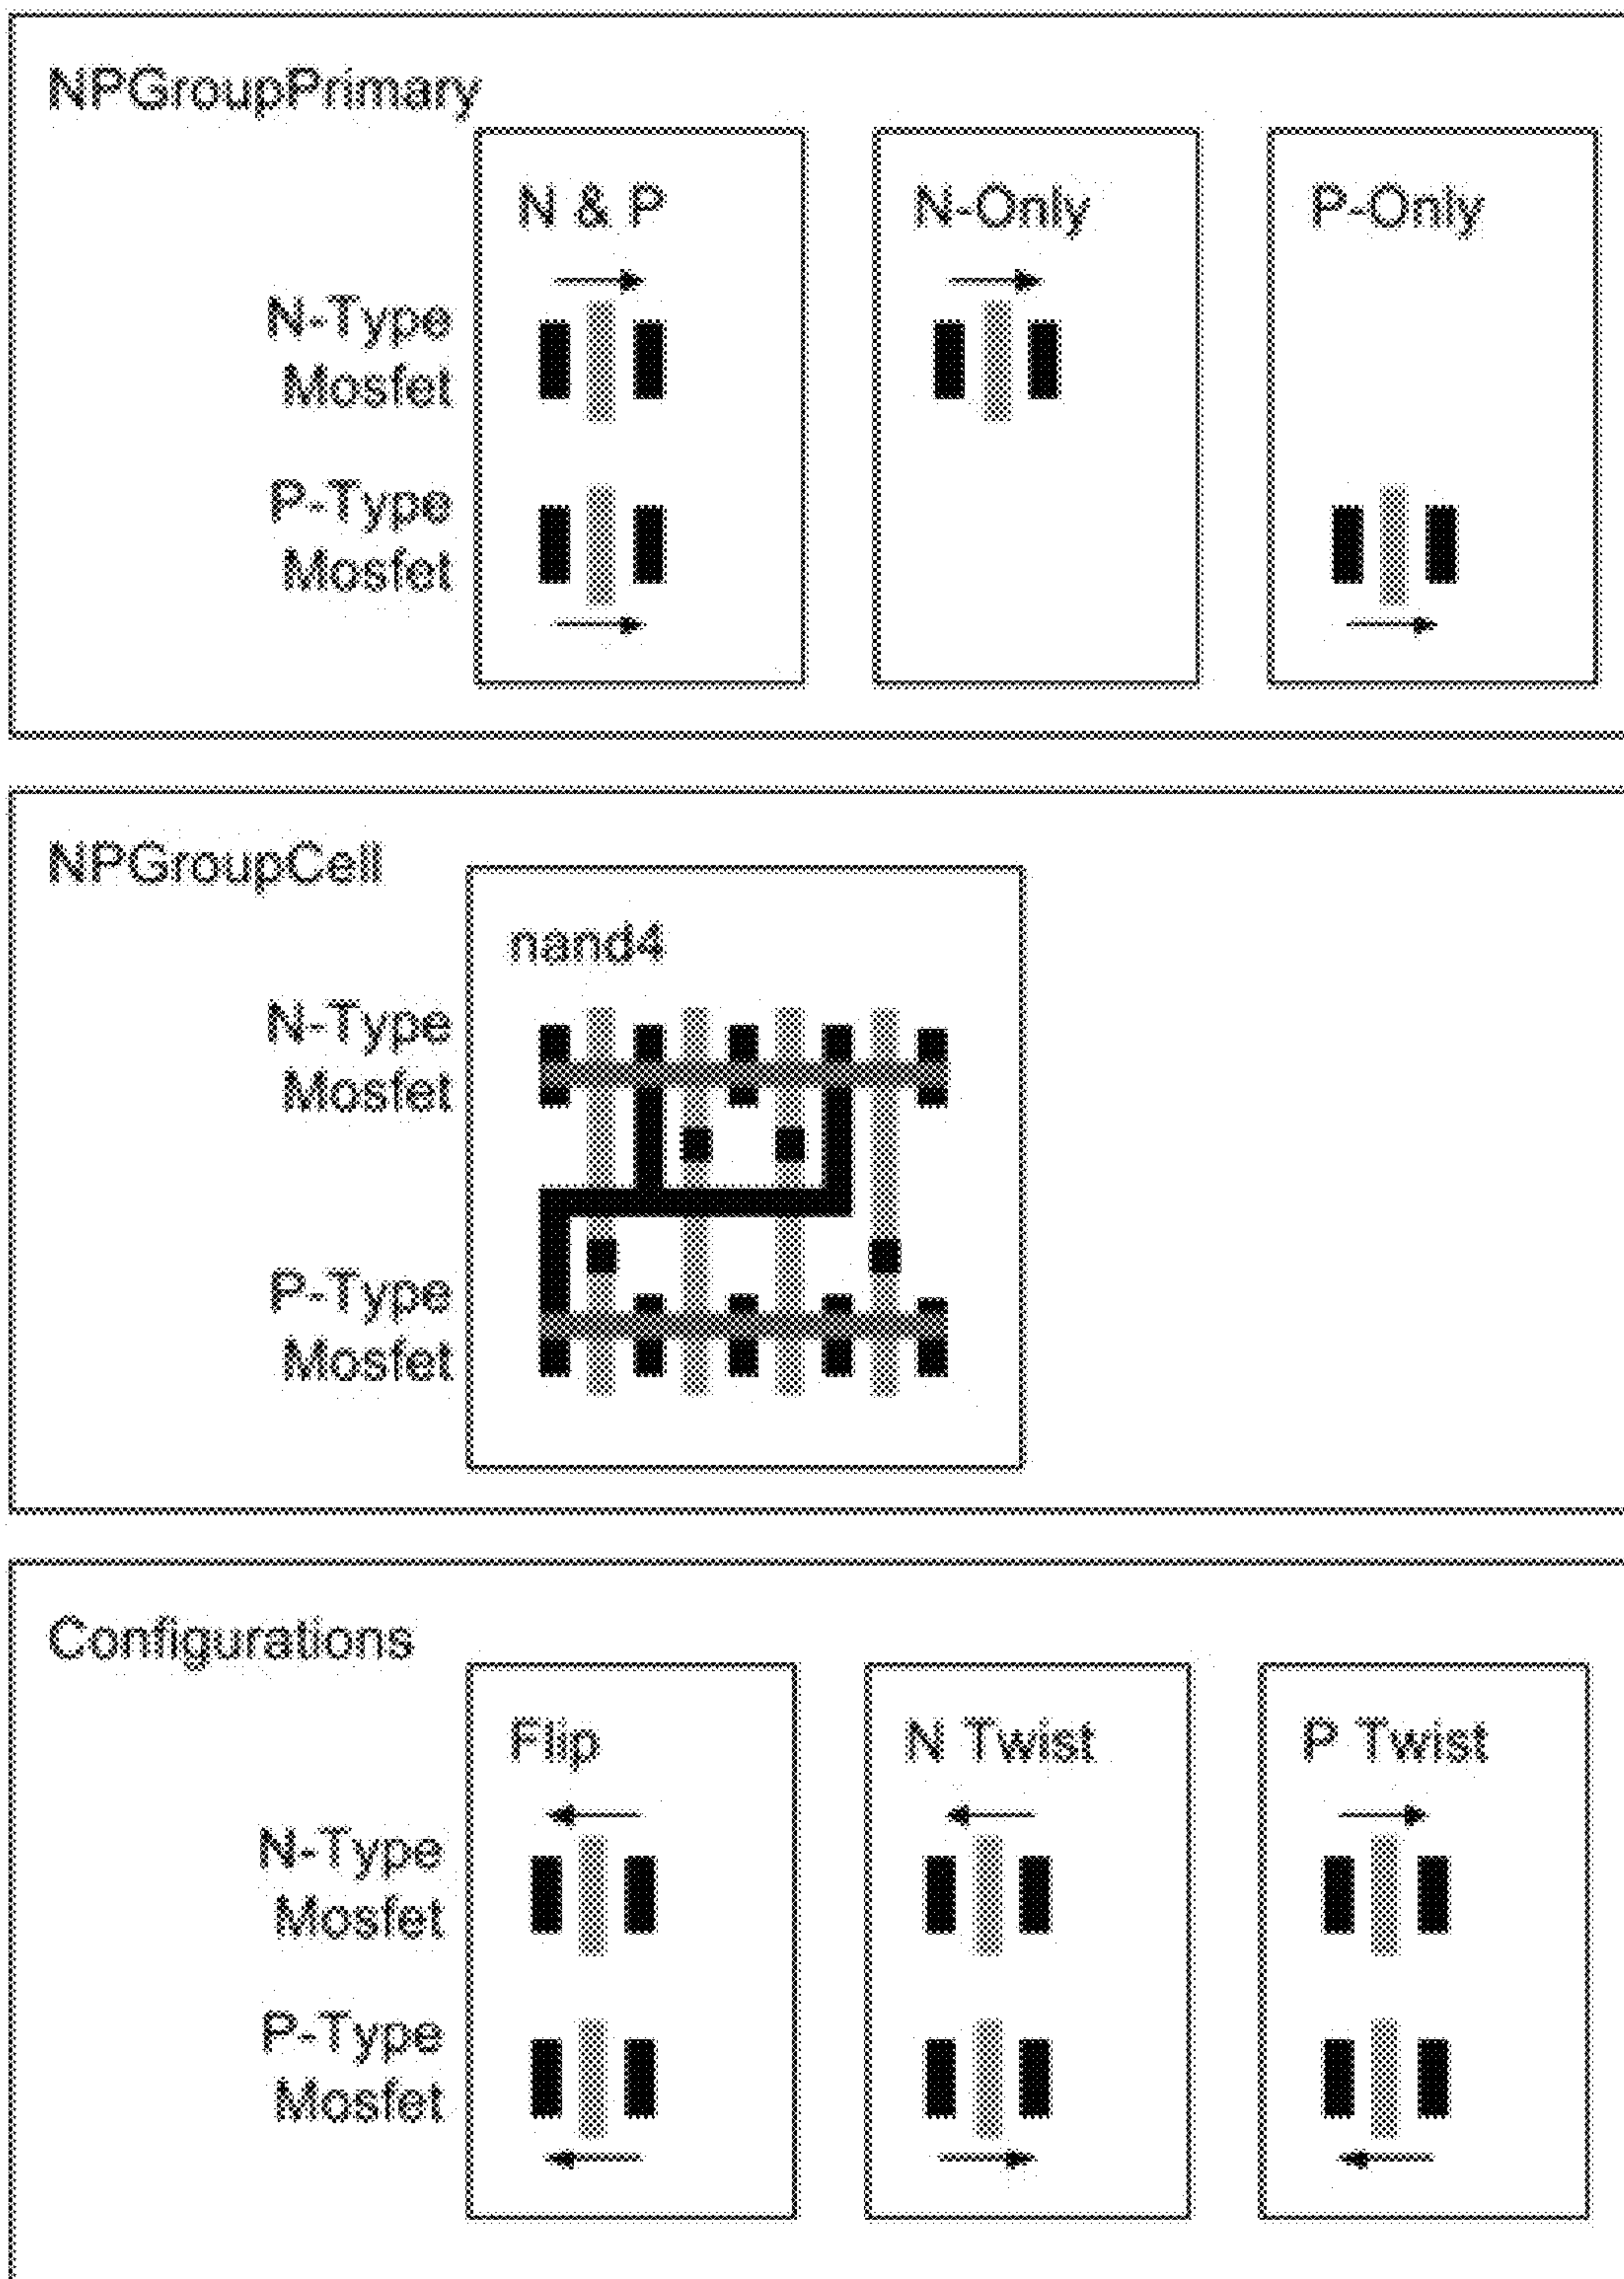 NPGroupPrimary
N & P
N-Only
P-Only
N-Type
Mosfet
P-Type
Mosfet
NPGroupCell
nand4
N-Type
Mosfet
P-Type
Mosfet
Configurations
Flip
N Twist
P Twist
N-Type
Mosfet
P-Type
Mosfet